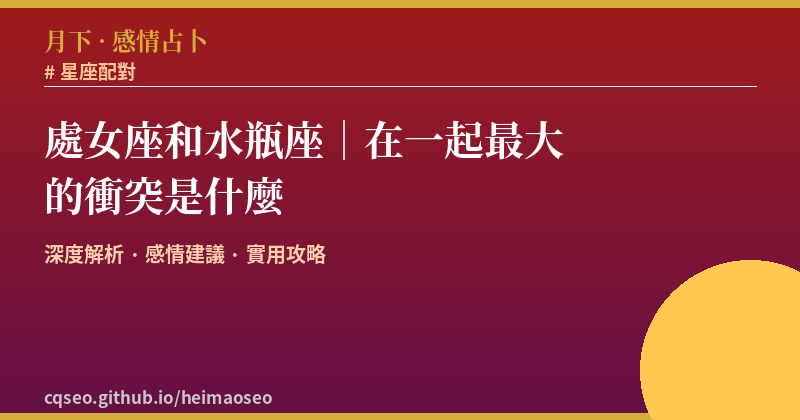 月下 · 感情占卜
# 星座配對
處女座和水瓶座｜在一起最大
的衝突是什麼
深度解析 · 感情建議 · 實用攻略
cqseo.github.io/heimaoseo